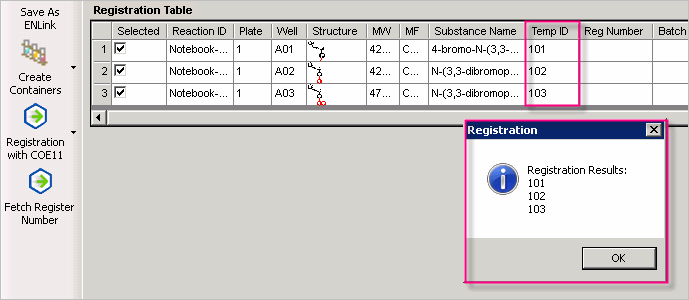 Save As
ENLink
Create
Containers
Registration
with COE11
Fetch Register
Number
Registration Table
Selected Reaction ID Plate Well Structure MW MF Substance Name Temp ID Reg Number Batch
1 Notebook-... 1 A01 42... C... 4-bromo-N-(3,3-... 101
2 Notebook-... 1 A02 42... C... N-(3,3-dibromop... 102
3 Notebook-... 1 A03 47... C... N-(3,3-dibromop... 103
Registration
Registration Results:
101
102
103
OK